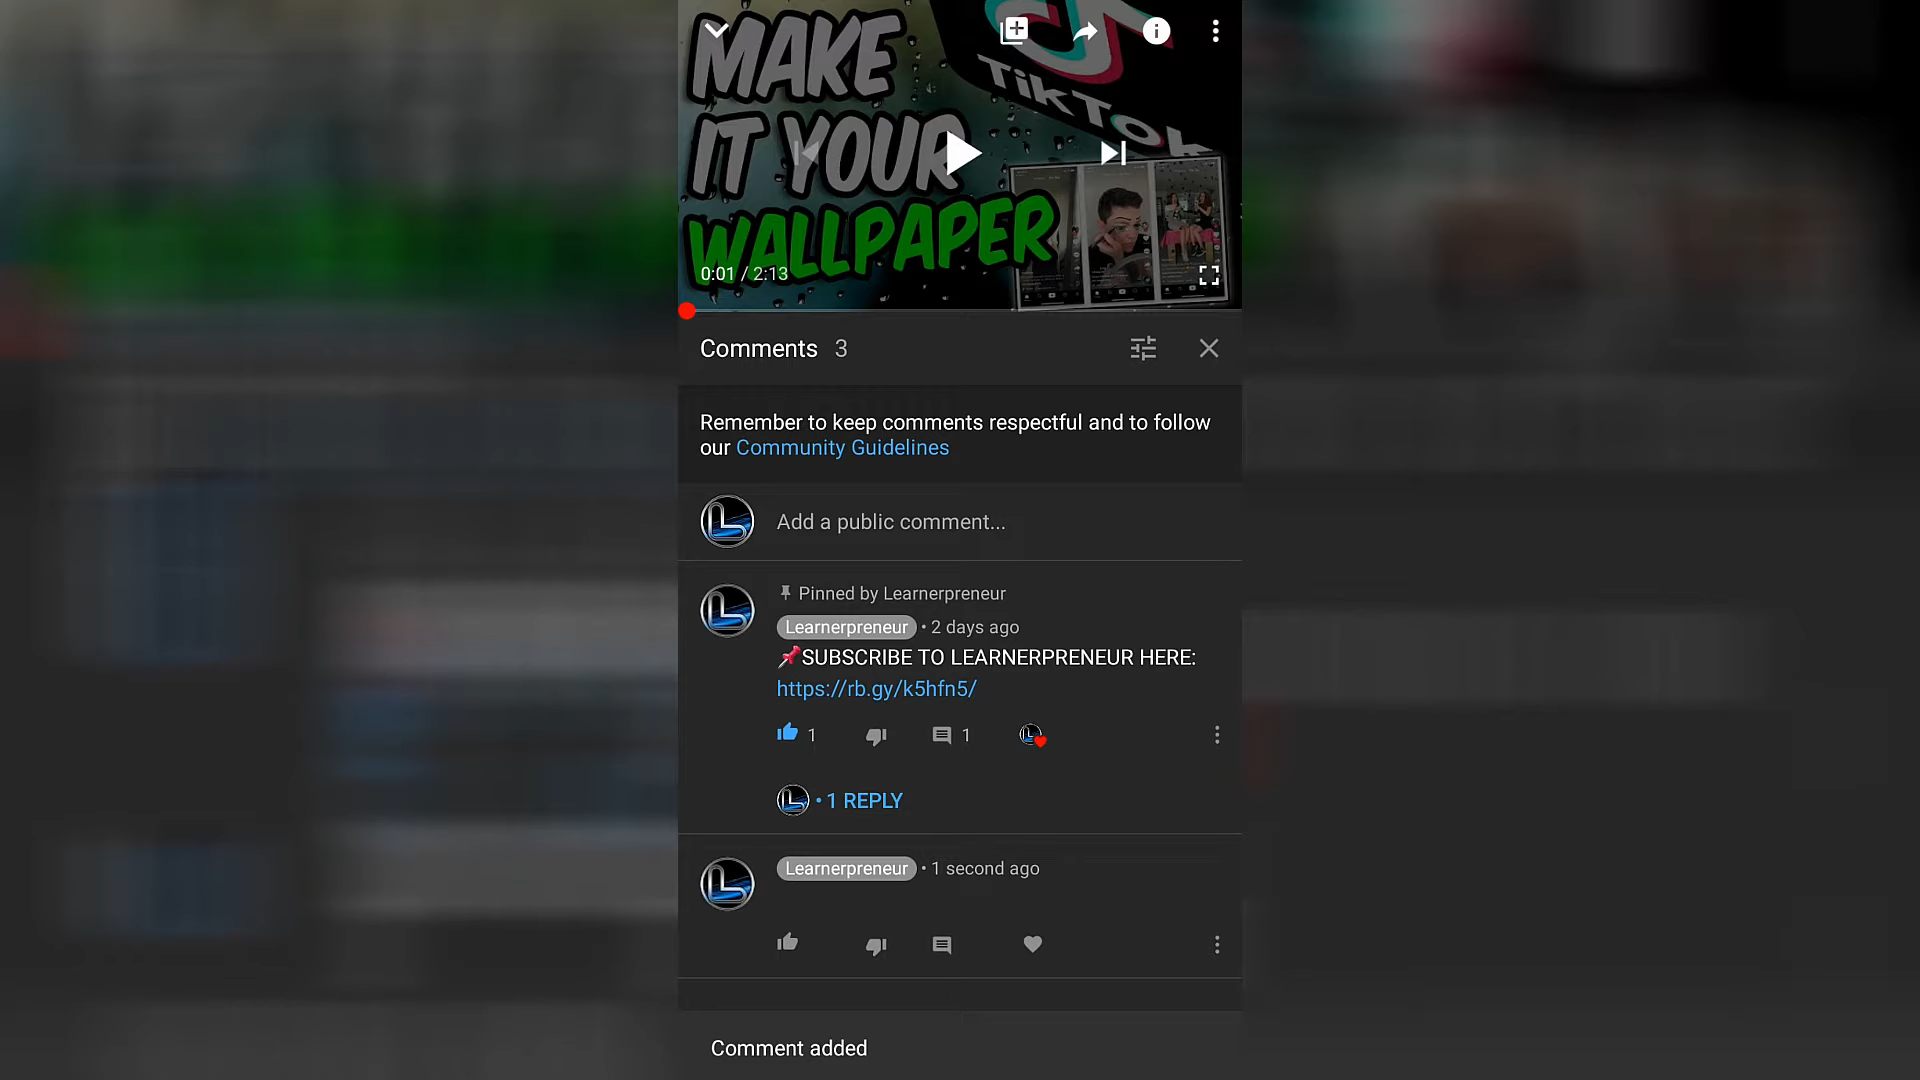 MAKE
IT YOUR
WALLPAPER
TikTok
0:01 / 2:13
Comments 3
Remember to keep comments respectful and to follow
our Community Guidelines
Add a public comment...
Pinned by Learnerpreneur
Learnerpreneur • 2 days ago
📌SUBSCRIBE TO LEARNERPRENEUR HERE:
https://rb.gy/k5hfn5/
1
1
• 1 REPLY
Learnerpreneur • 1 second ago
Comment added